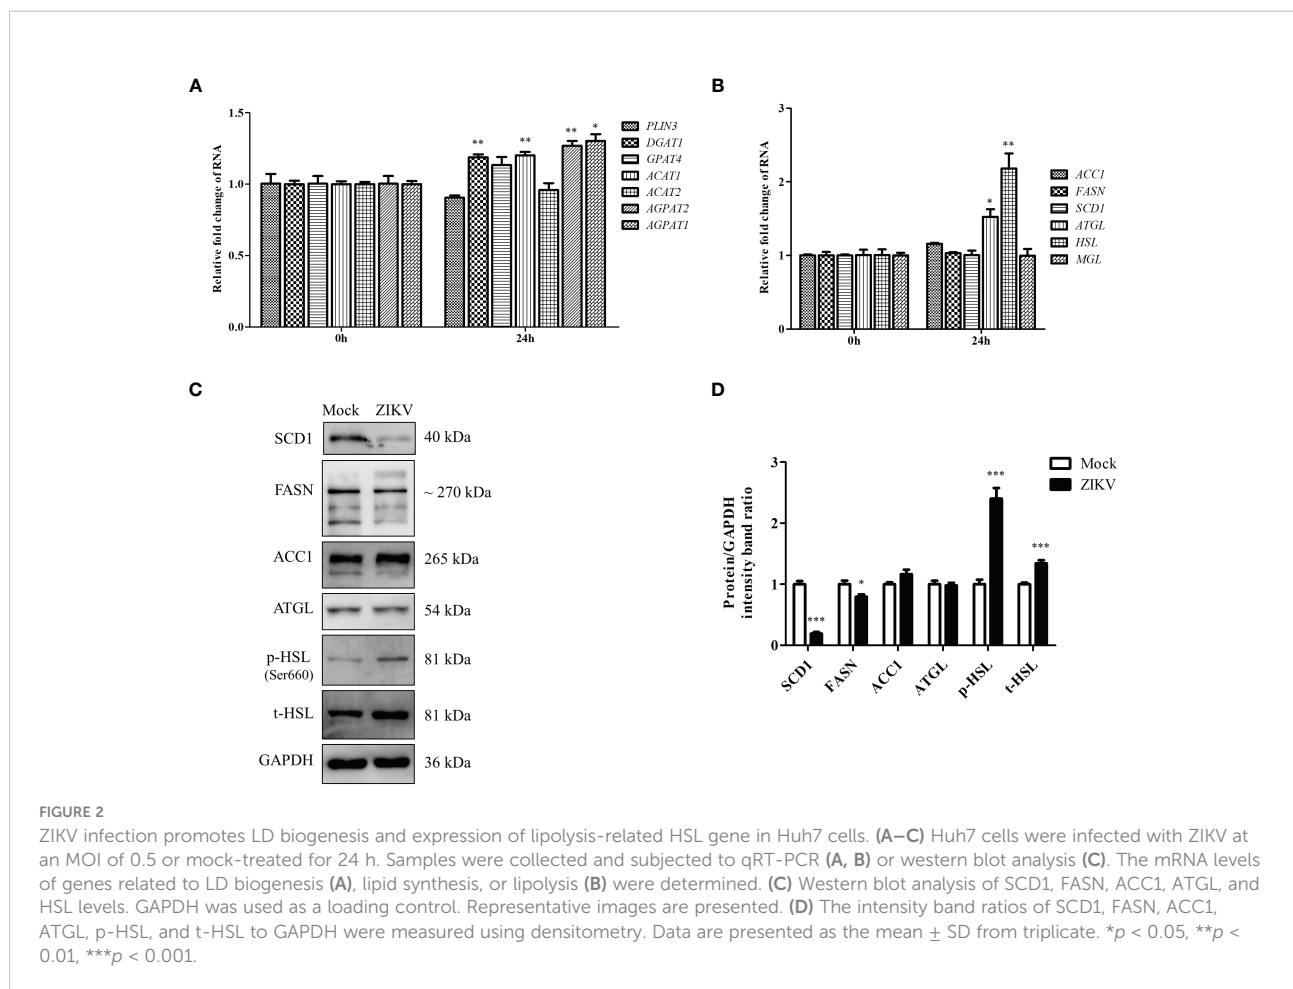 A
Relative fold change of RNA
1.5
1.0
0.5
0.0
0h
24h
**
**
**
*
PLIN3
DGAT1
GPAT4
ACAT1
ACAT2
AGPAT2
AGPAT1
B
Relative fold change of RNA
3
2
1
0
0h
24h
*
**
ACC1
FASN
SCD1
ATGL
HSL
MGL
C
Mock ZIKV
SCD1 40 kDa
FASN ~ 270 kDa
ACC1 265 kDa
ATGL 54 kDa
p-HSL 81 kDa
(Ser660)
t-HSL 81 kDa
GAPDH 36 kDa
D
Protein/GAPDH
intensity band ratio
3
2
1
0
***
*
***
***
SCD1
FASN
ACC1
ATGL
p-HSL
t-HSL
Mock
ZIKV
FIGURE 2
ZIKV infection promotes LD biogenesis and expression of lipolysis-related HSL gene in Huh7 cells. (A–C) Huh7 cells were infected with ZIKV at
an MOI of 0.5 or mock-treated for 24 h. Samples were collected and subjected to qRT-PCR (A, B) or western blot analysis (C). The mRNA levels
of genes related to LD biogenesis (A), lipid synthesis, or lipolysis (B) were determined. (C) Western blot analysis of SCD1, FASN, ACC1, ATGL, and
HSL levels. GAPDH was used as a loading control. Representative images are presented. (D) The intensity band ratios of SCD1, FASN, ACC1,
ATGL, p-HSL, and t-HSL to GAPDH were measured using densitometry. Data are presented as the mean ± SD from triplicate. *p < 0.05, **p <
0.01, ***p < 0.001.